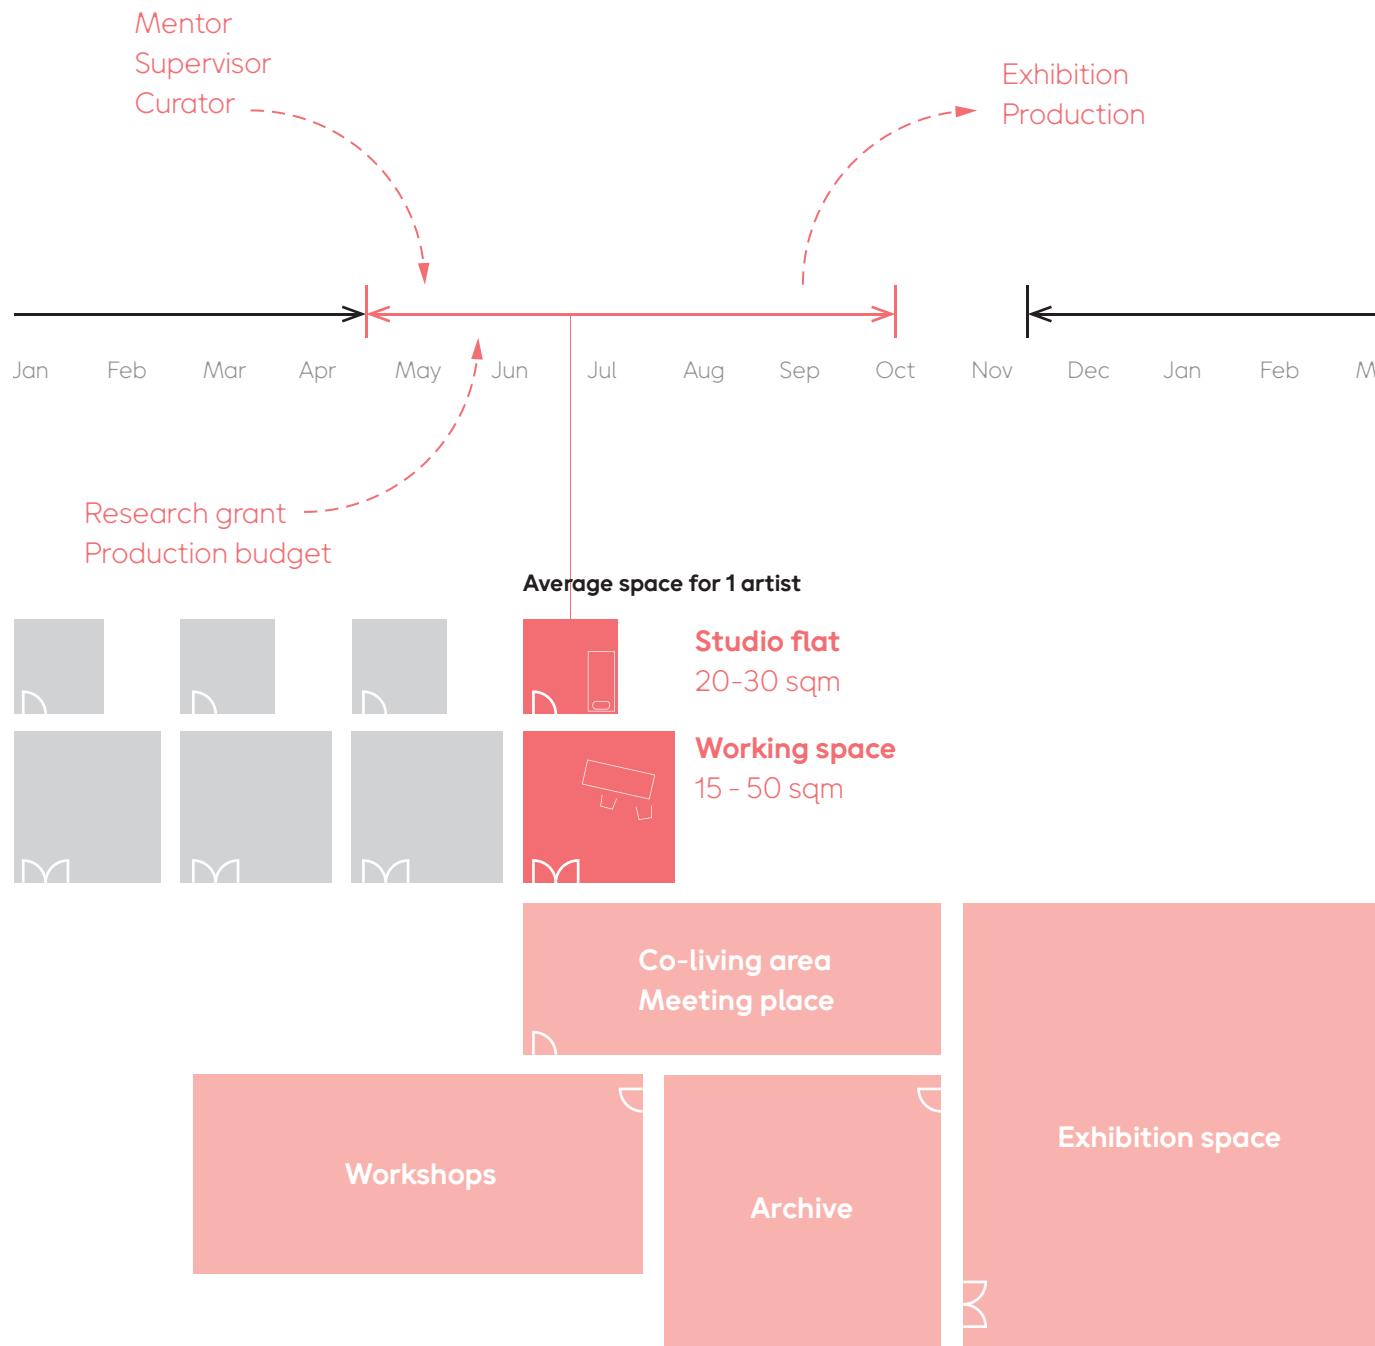 Mentor
Supervisor
Curator
Exhibition
Production
Jan Feb Mar Apr May Jun Jul Aug Sep Oct Nov Dec Jan Feb M
Research grant
Production budget
Average space for 1 artist
Studio flat
20-30 sqm
Working space
15 - 50 sqm
Co-living area
Meeting place
Workshops
Archive
Exhibition space